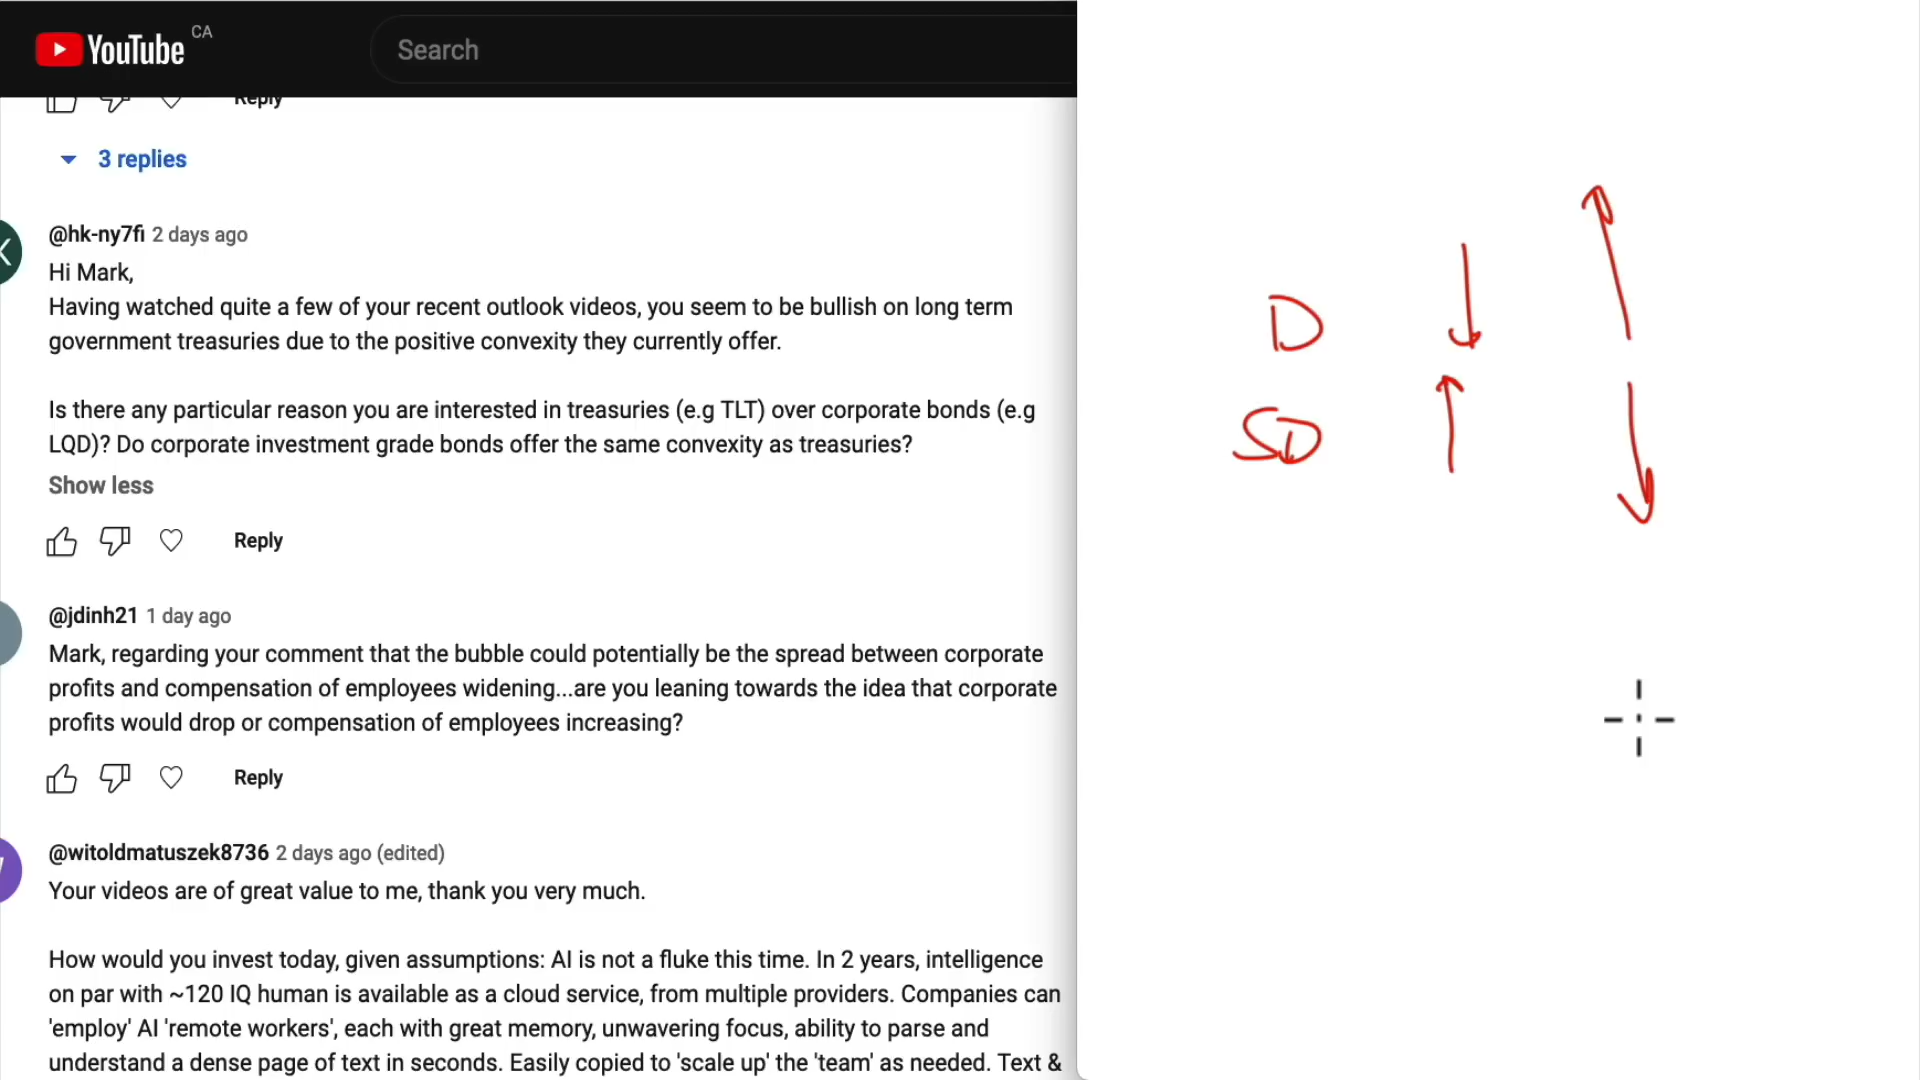 YouTube CA
Search
Reply
3 replies
@hk-ny7fi 2 days ago
Hi Mark,
Having watched quite a few of your recent outlook videos, you seem to be bullish on long term
government treasuries due to the positive convexity they currently offer.
Is there any particular reason you are interested in treasuries (e.g TLT) over corporate bonds (e.g
LQD)? Do corporate investment grade bonds offer the same convexity as treasuries?
Show less
Reply
@jdinh21 1 day ago
Mark, regarding your comment that the bubble could potentially be the spread between corporate
profits and compensation of employees widening...are you leaning towards the idea that corporate
profits would drop or compensation of employees increasing?
Reply
@witoldmatuszek8736 2 days ago (edited)
Your videos are of great value to me, thank you very much.
How would you invest today, given assumptions: AI is not a fluke this time. In 2 years, intelligence
on par with ~120 IQ human is available as a cloud service, from multiple providers. Companies can
'employ' AI 'remote workers', each with great memory, unwavering focus, ability to parse and
understand a dense page of text in seconds. Easily copied to 'scale up' the 'team' as needed. Text &
D
SD